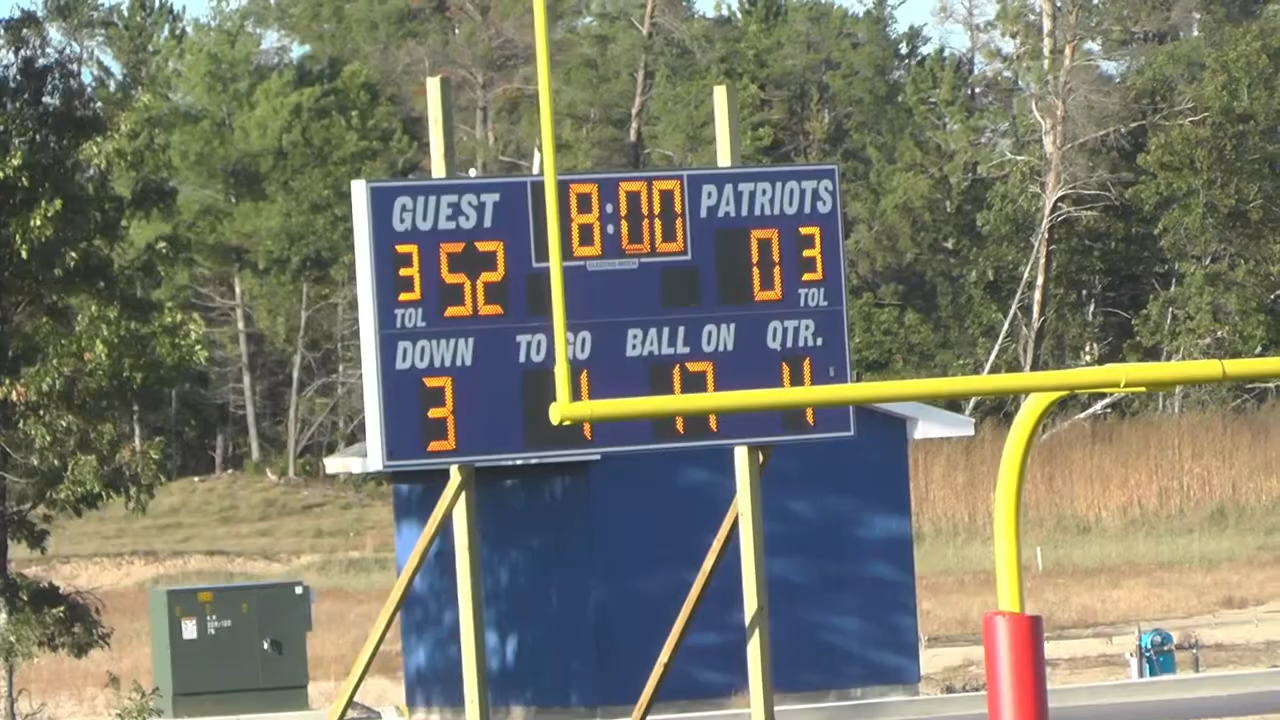 GUEST 8:00 PATRIOTS
3 52 0 3
TOL TOL
DOWN TO GO BALL ON QTR.
3 1 17 4